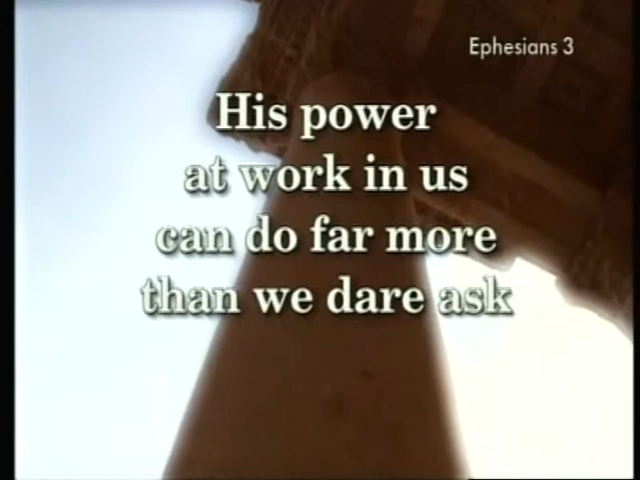 Ephesians 3
His power
at work in us
can do far more
than we dare ask